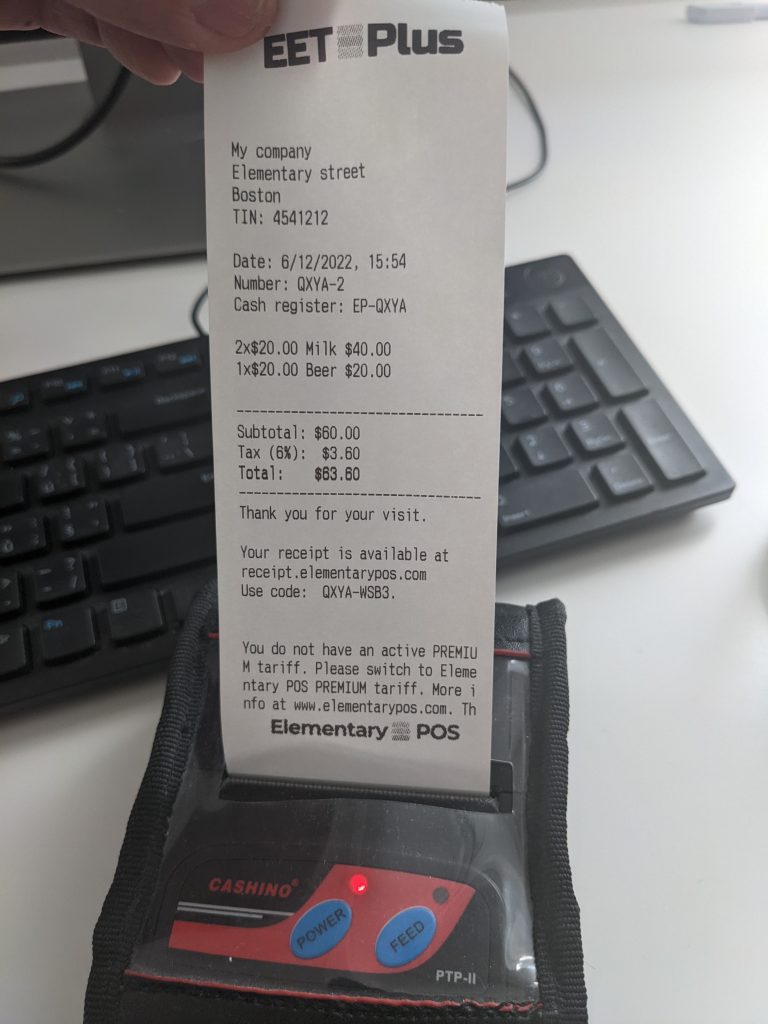 EET Plus
My company
Elementary street
Boston
TIN: 4541212
Date: 6/12/2022, 15:54
Number: QXYA-2
Cash register: EP-QXYA
2x$20.00 Milk $40.00
1x$20.00 Beer $20.00
Subtotal: $60.00
Tax (6%): $3.60
Total: $63.60
Thank you for your visit.
Your receipt is available at
receipt.elementarypos.com
Use code: QXYA-WSB3.
You do not have an active PREMIU
M tariff. Please switch to Eleme
ntary POS PREMIUM tariff. More i
nfo at www.elementarypos.com. Th
Elementary POS
CASHINO®
POWER
FEED
PTP-II